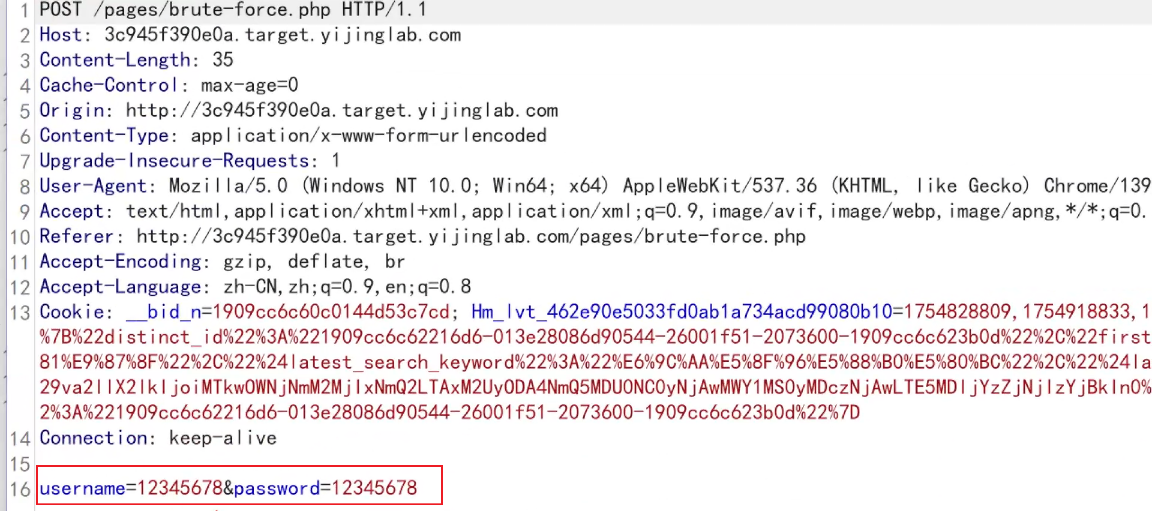 1 POST /pages/brute-force.php HTTP/1.1
2 Host: 3c945f390e0a.target.yijinglab.com
3 Content-Length: 35
4 Cache-Control: max-age=0
5 Origin: http://3c945f390e0a.target.yijinglab.com
6 Content-Type: application/x-www-form-urlencoded
7 Upgrade-Insecure-Requests: 1
8 User-Agent: Mozilla/5.0 (Windows NT 10.0; Win64; x64) AppleWebKit/537.36 (KHTML, like Gecko) Chrome/139
9 Accept: text/html,application/xhtml+xml,application/xml;q=0.9,image/avif,image/webp,image/apng,*/*;q=0.
10 Referer: http://3c945f390e0a.target.yijinglab.com/pages/brute-force.php
11 Accept-Encoding: gzip, deflate, br
12 Accept-Language: zh-CN,zh;q=0.9,en;q=0.8
13 Cookie: __bid_n=1909cc6c60c0144d53c7cd; Hm_lvt_462e90e5033fd0ab1a734acd99080b10=1754828809,1754918833,1
%7B%22distinct_id%22%3A%221909cc6c62216d6-013e28086d90544-26001f51-2073600-1909cc6c623b0d%22%2C%22first
81%E9%87%8F%22%2C%22%24latest_search_keyword%22%3A%22%E6%9C%AA%E5%8F%96%E5%88%B0%E5%80%BC%22%2C%22%24la
29va2llX2lkIjoiMTkwOWNjNmM2MjIxNmQ2LTAxM2UyODA4NmQ5MDU0NC0yNjAwMWY1MS0yMDczNjAwLTE5MDljYzZjNjIzYjBkIn0%
2%3A%221909cc6c62216d6-013e28086d90544-26001f51-2073600-1909cc6c623b0d%22%7D
14 Connection: keep-alive
15
16 username=12345678&password=12345678